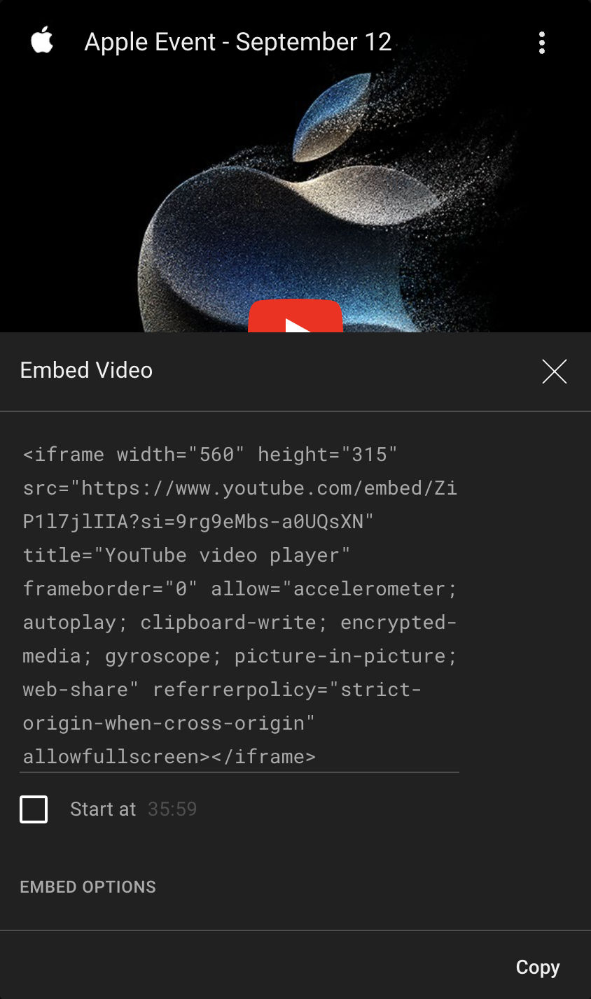 Apple Event - September 12
Embed Video
<iframe width="560" height="315"
src="https://www.youtube.com/embed/Zi
P1l7jlIIA?si=9rg9eMbs-a0UQsXN"
title="YouTube video player"
frameborder="0" allow="accelerometer;
autoplay; clipboard-write; encrypted-
media; gyroscope; picture-in-picture;
web-share" referrerpolicy="strict-
origin-when-cross-origin"
allowfullscreen></iframe>
Start at 35:59
EMBED OPTIONS
Copy